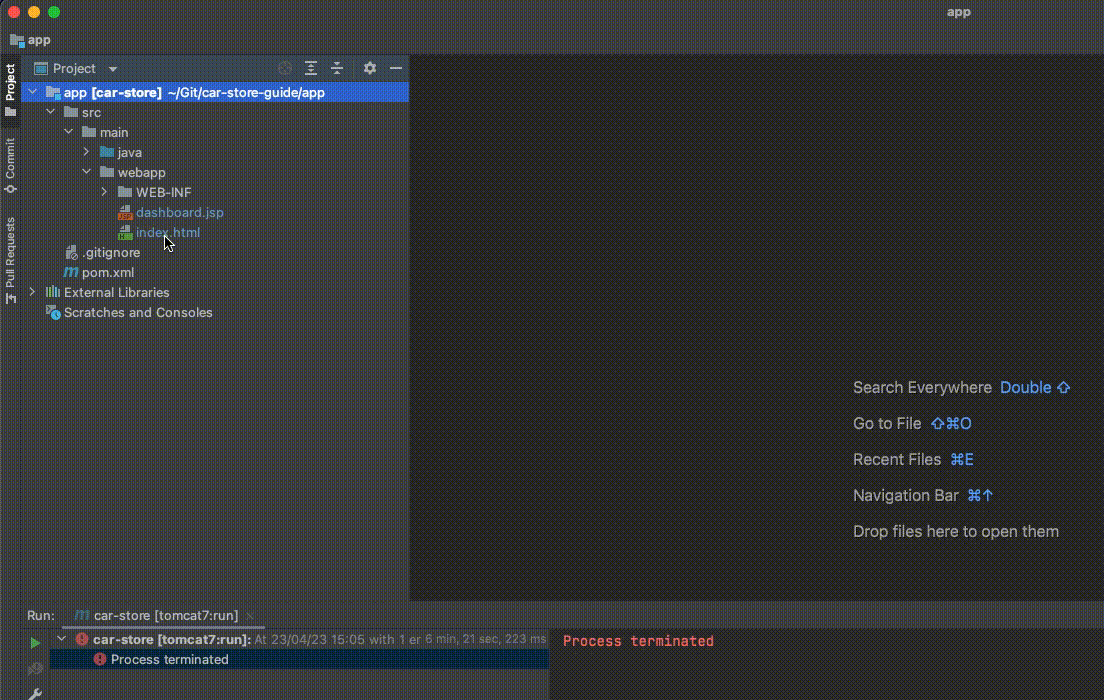 app
app
Project
Project
Commit
Pull Requests
app [car-store] ~/Git/car-store-guide/app
src
main
java
webapp
WEB-INF
dashboard.jsp
index.html
.gitignore
pom.xml
External Libraries
Scratches and Consoles
Search Everywhere Double ⇧
Go to File ⇧⌘O
Recent Files ⌘E
Navigation Bar ⌘↑
Drop files here to open them
Run: car-store [tomcat7:run]
car-store [tomcat7:run]: At 23/04/23 15:05 with 1 er 6 min, 21 sec, 223 ms
Process terminated
Process terminated